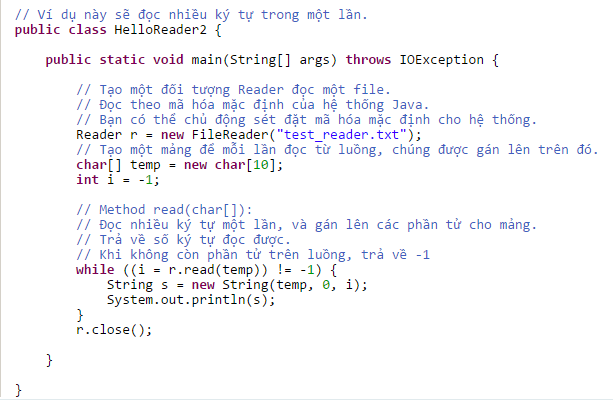 // Ví dụ này sẽ đọc nhiều ký tự trong một lần.
public class HelloReader2 {
public static void main(String[] args) throws IOException {
// Tạo một đối tượng Reader đọc một file.
// Đọc theo mã hóa mặc định của hệ thống Java.
// Bạn có thể chủ động sét đặt mã hóa mặc định cho hệ thống.
Reader r = new FileReader("test_reader.txt");
// Tạo một mảng để mỗi lần đọc từ luồng, chúng được gán lên trên đó.
char[] temp = new char[10];
int i = -1;
// Method read(char[]):
// Đọc nhiều ký tự một lần, và gán lên các phần tử cho mảng.
// Trả về số ký tự đọc được.
// Khi không còn phần tử trên luồng, trả về -1
while ((i = r.read(temp)) != -1) {
String s = new String(temp, 0, i);
System.out.println(s);
}
r.close();
}
}